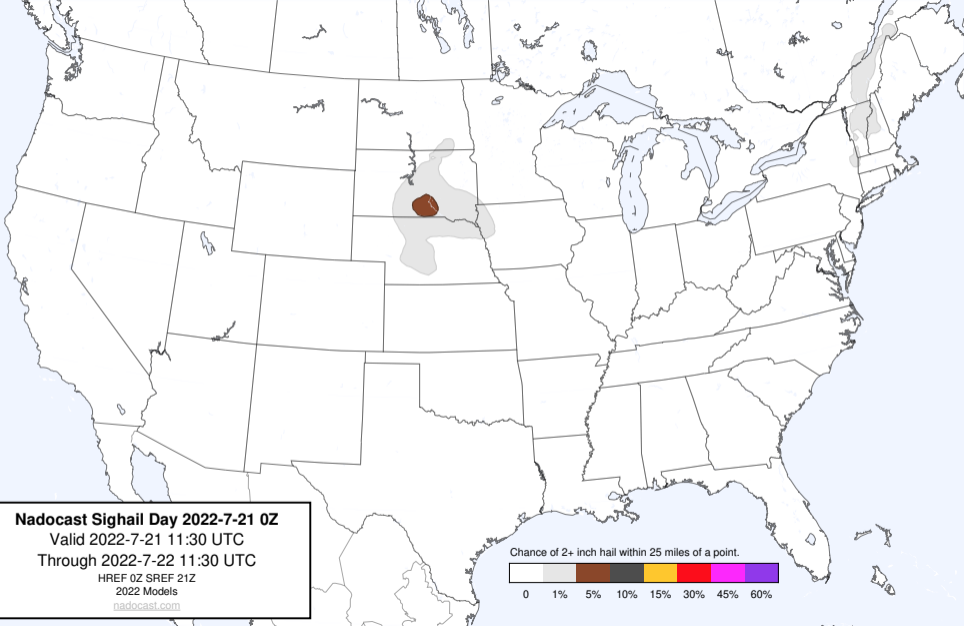 Nadocast Sighail Day 2022-7-21 0Z
Valid 2022-7-21 11:30 UTC
Through 2022-7-22 11:30 UTC
HREF 0Z SREF 21Z
2022 Models
nadocast.com
Chance of 2+ inch hail within 25 miles of a point.
0 1% 5% 10% 15% 30% 45% 60%